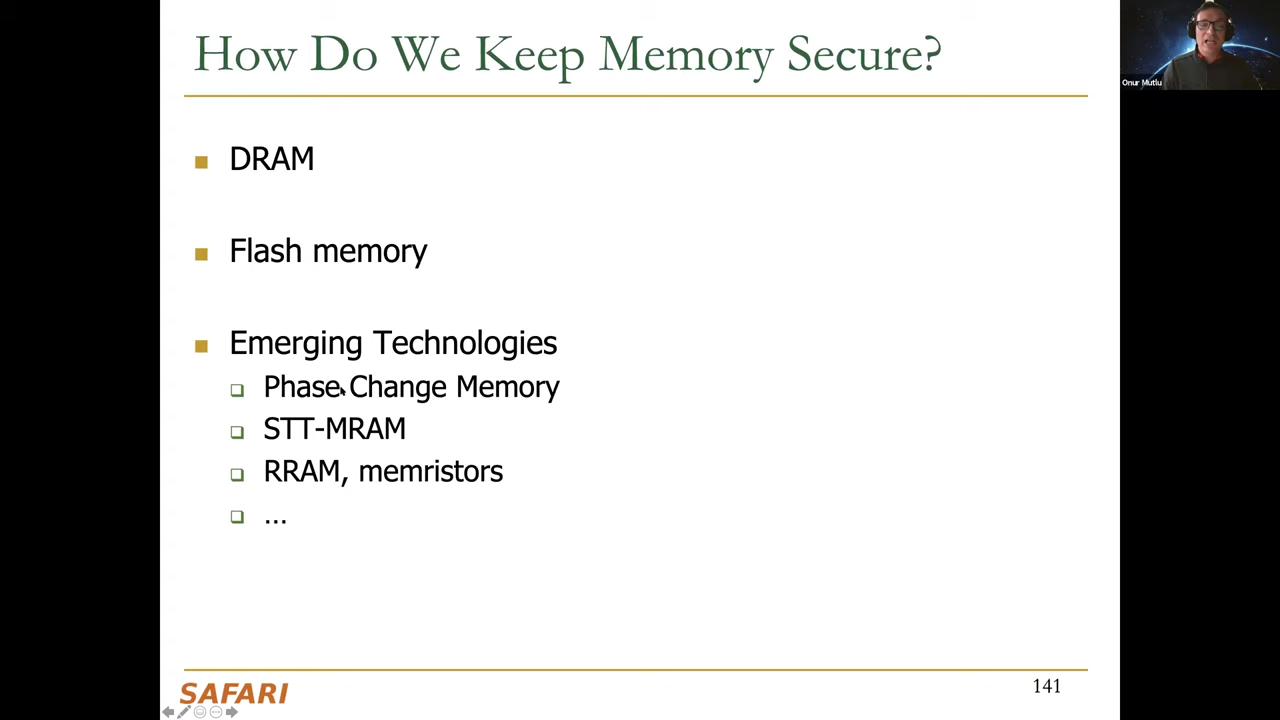 How Do We Keep Memory Secure?
Onur Mutlu
DRAM
Flash memory
Emerging Technologies
Phase Change Memory
STT-MRAM
RRAM, memristors
…
SAFARI
141